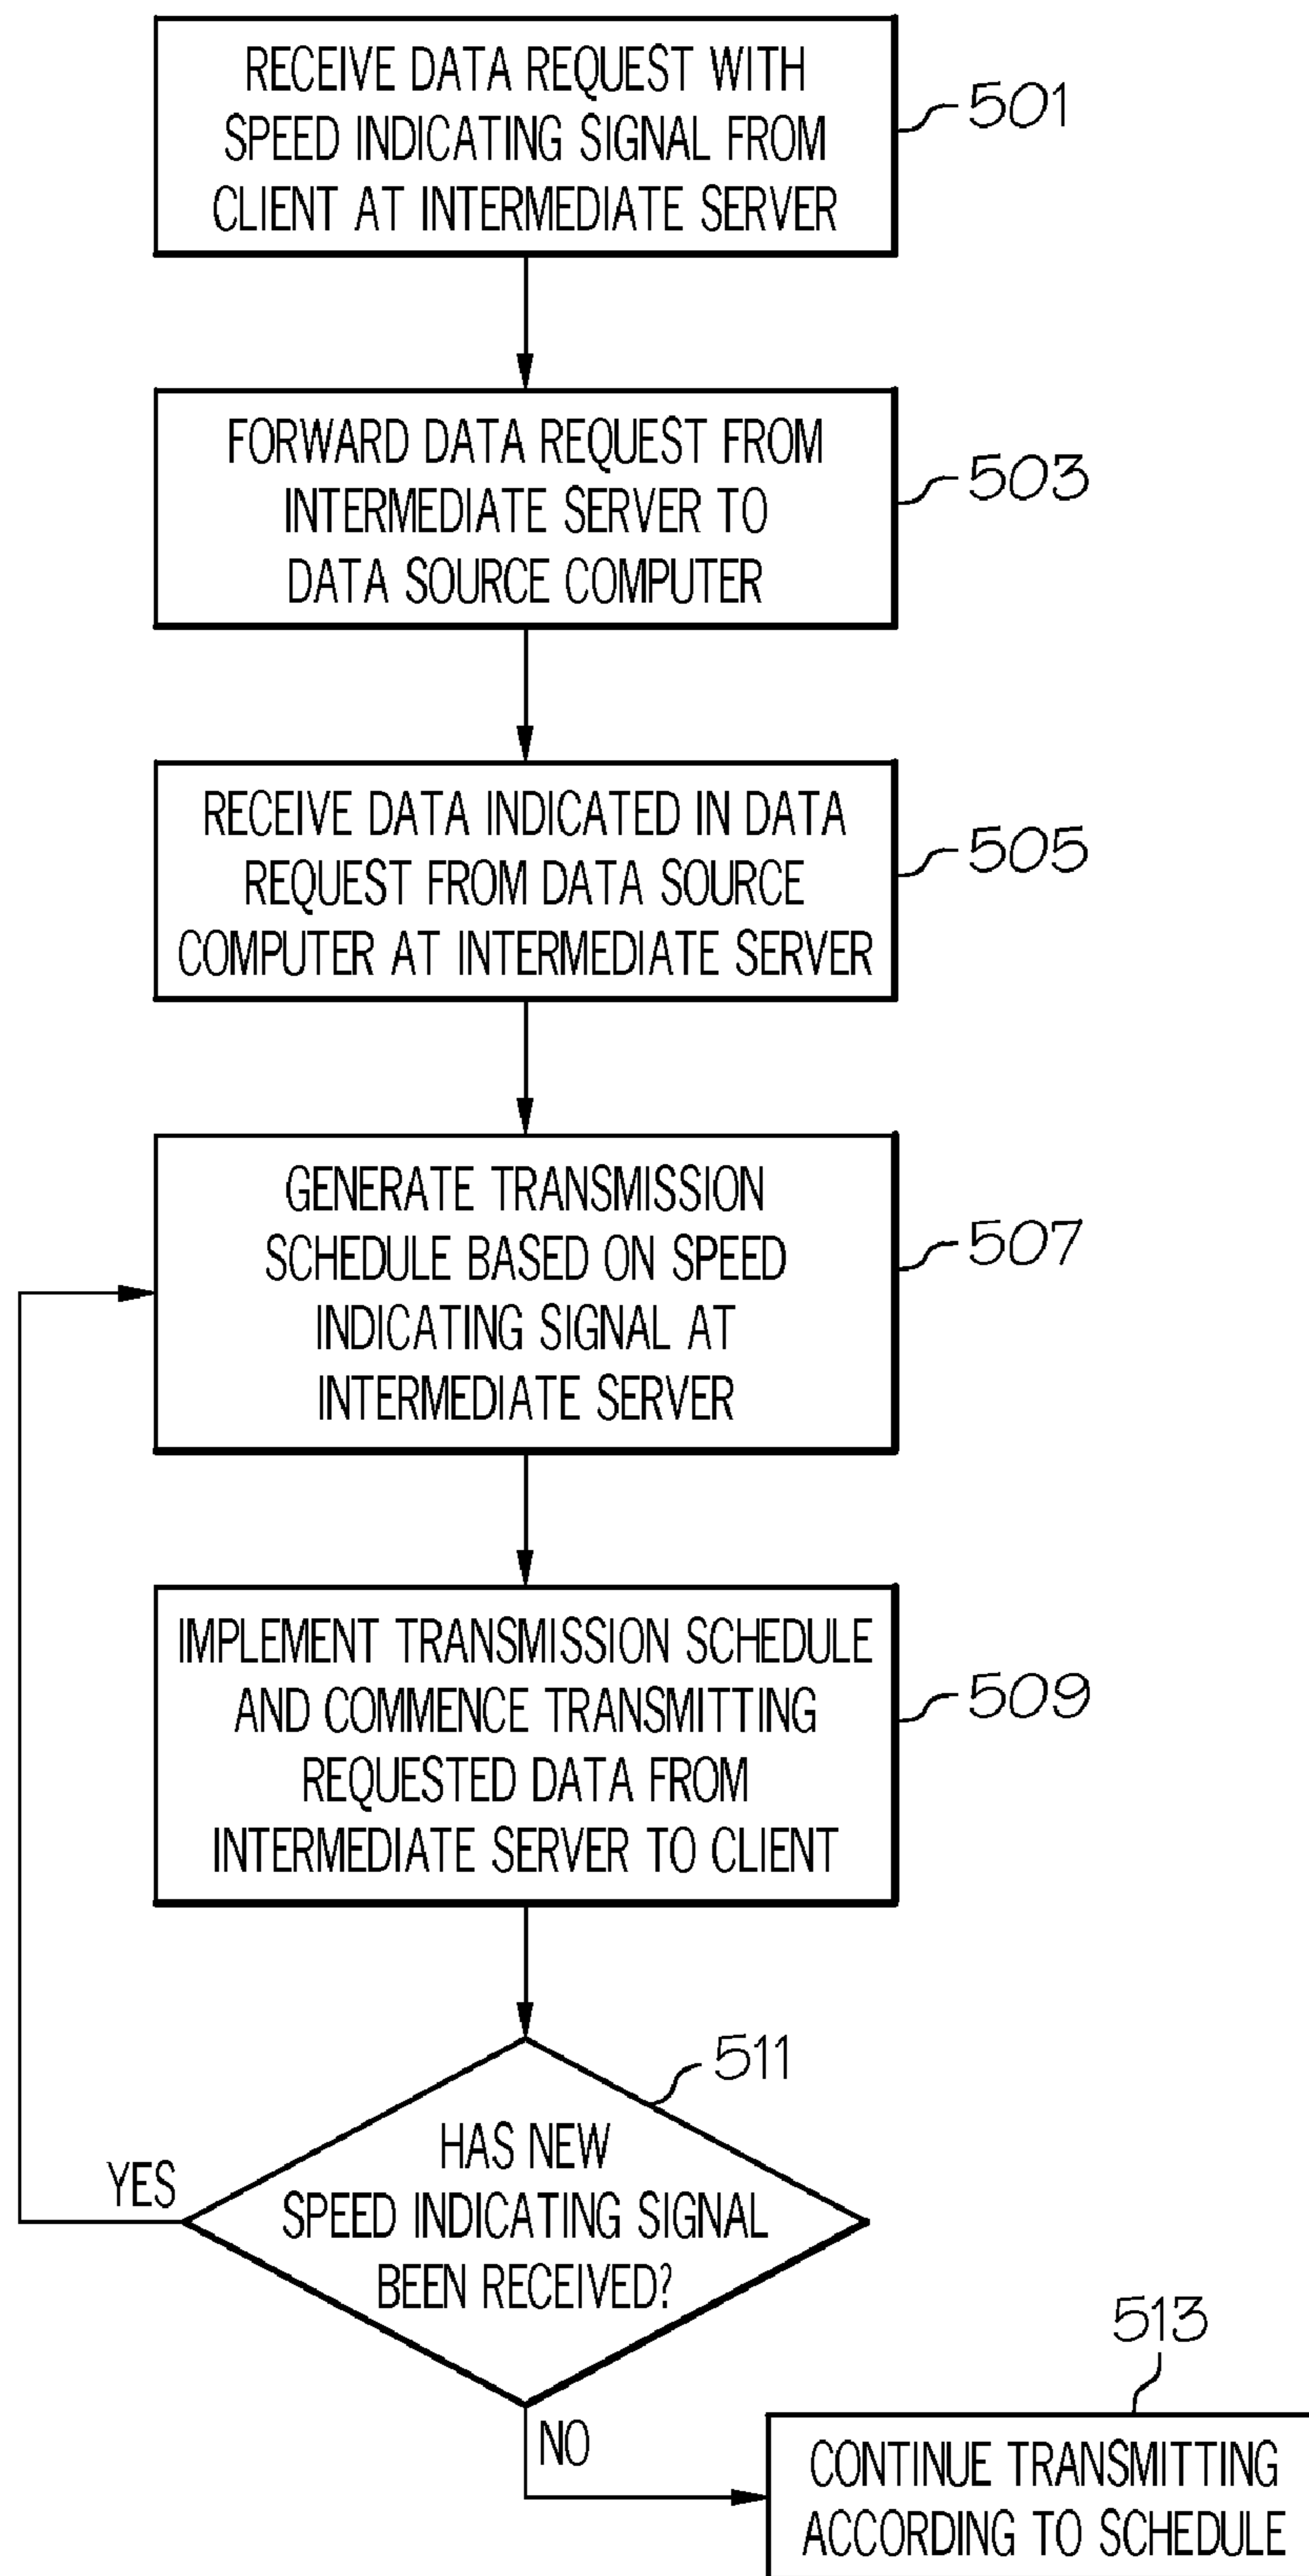 RECEIVE DATA REQUEST WITH
SPEED INDICATING SIGNAL FROM
CLIENT AT INTERMEDIATE SERVER
501
FORWARD DATA REQUEST FROM
INTERMEDIATE SERVER TO
DATA SOURCE COMPUTER
503
RECEIVE DATA INDICATED IN DATA
REQUEST FROM DATA SOURCE
COMPUTER AT INTERMEDIATE SERVER
505
GENERATE TRANSMISSION
SCHEDULE BASED ON SPEED
INDICATING SIGNAL AT
INTERMEDIATE SERVER
507
IMPLEMENT TRANSMISSION SCHEDULE
AND COMMENCE TRANSMITTING
REQUESTED DATA FROM
INTERMEDIATE SERVER TO CLIENT
509
511
HAS NEW
SPEED INDICATING SIGNAL
BEEN RECEIVED?
YES
NO
513
CONTINUE TRANSMITTING
ACCORDING TO SCHEDULE